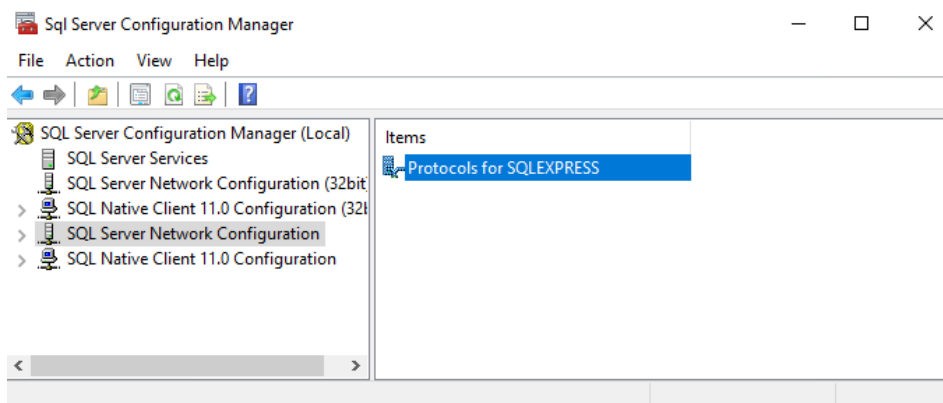 Sql Server Configuration Manager
File Action View Help
SQL Server Configuration Manager (Local)
SQL Server Services
SQL Server Network Configuration (32bit
SQL Native Client 11.0 Configuration (32b
SQL Server Network Configuration
SQL Native Client 11.0 Configuration
Items
Protocols for SQLEXPRESS